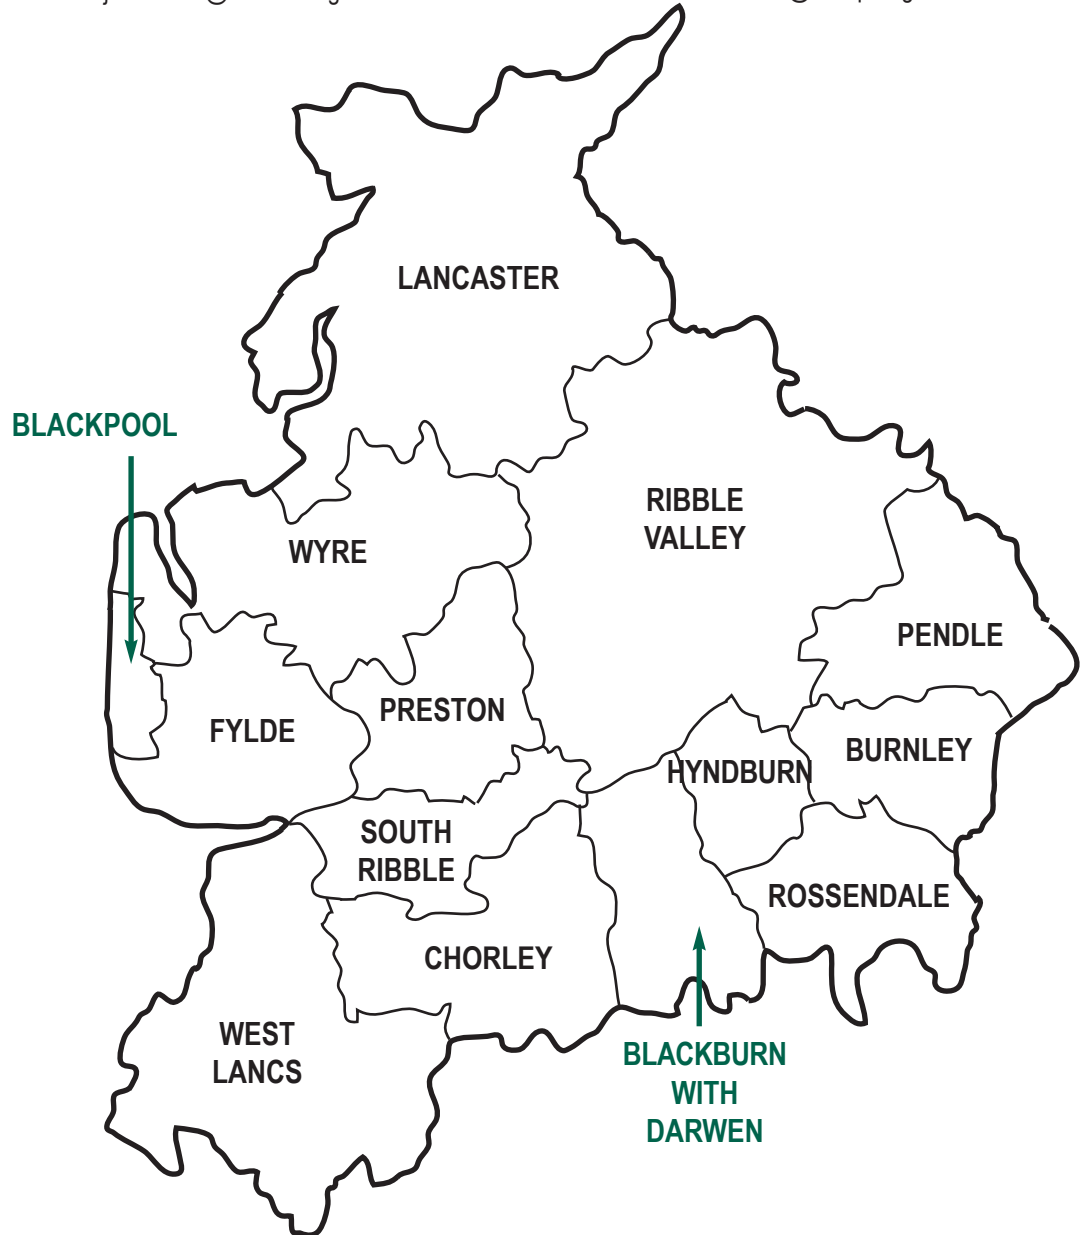 LANCASTER
BLACKPOOL
RIBBLE
VALLEY
WYRE
PENDLE
PRESTON
FYLDE
BURNLEY
HYNDBURN
SOUTH
RIBBLE
ROSSENDALE
CHORLEY
WEST
LANCS
BLACKBURN
WITH
DARWEN